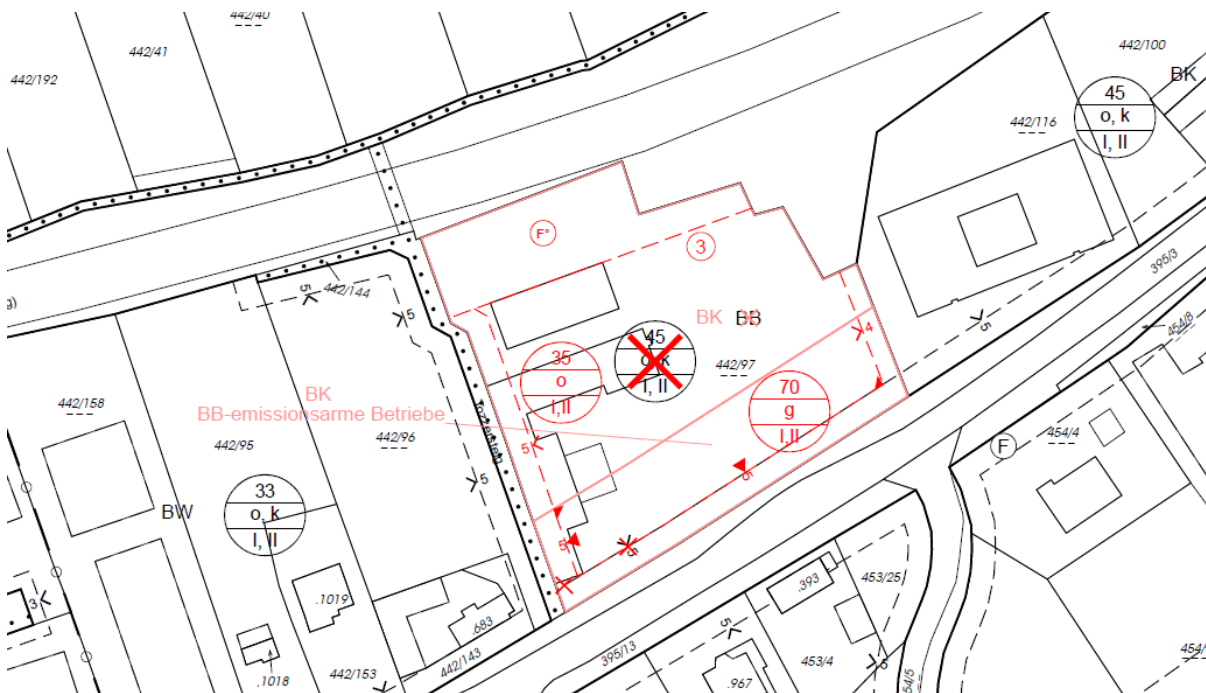 442/40
442/41
442/192
442/100
BK
45
o, k
I, II
442/116
395/3
F°
3
g)
442/144
5
5
454/8
BK
BB
4
5
45
o, k
I, II
35
o
I,II
442/97
70
g
I,II
BK
BB-emissionsarme Betriebe
442/158
442/95
442/96
5
5
454/4
F
5
BW
33
o, k
I, II
5
5
.1019
.393
453/25
3
.683
5
395/13
442/143
454/
.1018
442/153
.967
453/4
5
454/5